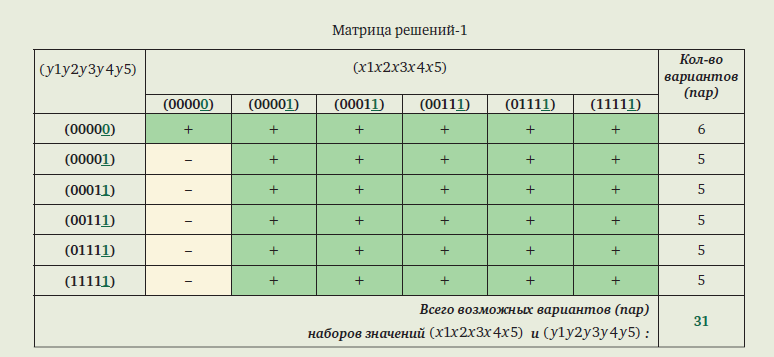 Матрица решений-1
(y1y2y3y4y5) (x1x2x3x4x5) Кол-во
вариантов
(пар)
(00000) (00001) (00011) (00111) (01111) (11111)
(00000) + + + + + + 6
(00001) – + + + + + 5
(00011) – + + + + + 5
(00111) – + + + + + 5
(01111) – + + + + + 5
(11111) – + + + + + 5
Всего возможных вариантов (пар)
наборов значений (x1x2x3x4x5) и (y1y2y3y4y5) : 31